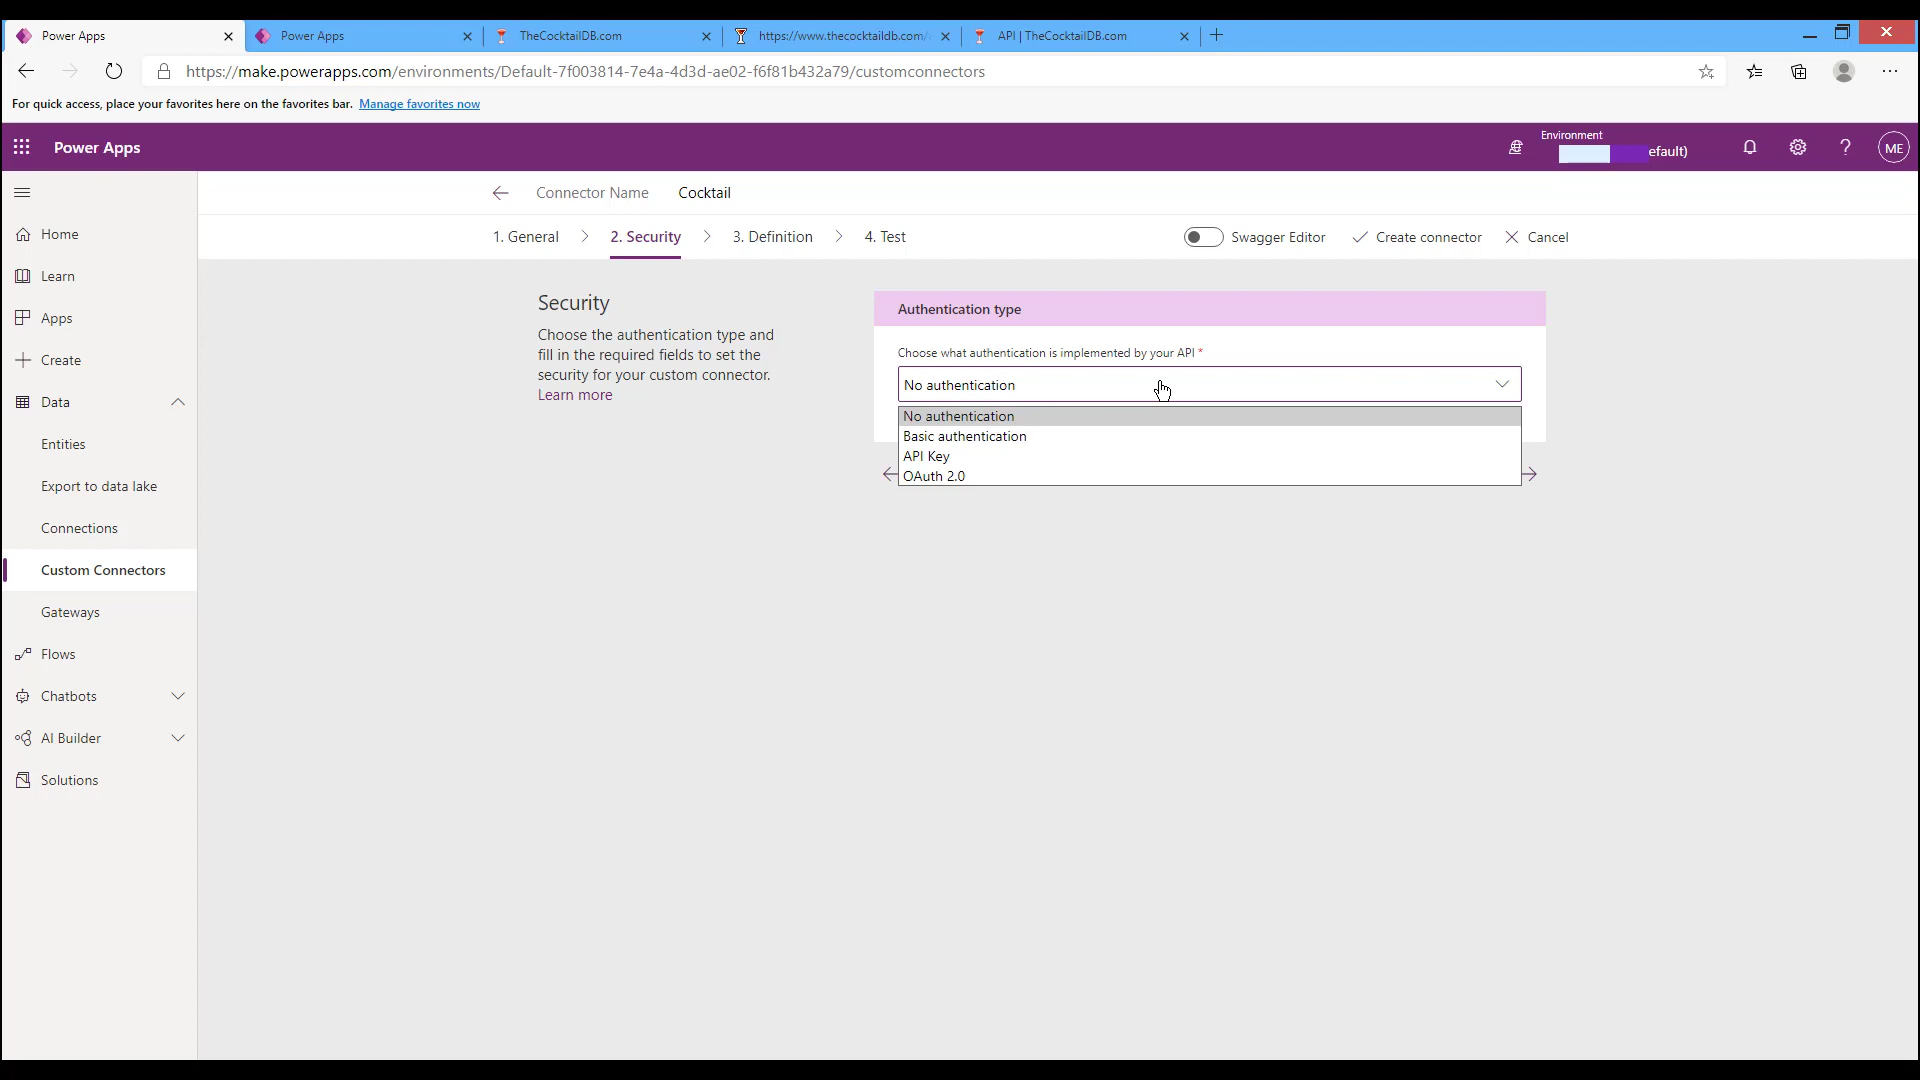 Power Apps
Power Apps
TheCocktailDB.com
https://www.thecocktaildb.com/
API | TheCocktailDB.com
https://make.powerapps.com/environments/Default-7f003814-7e4a-4d3d-ae02-f6f81b432a79/customconnectors
For quick access, place your favorites here on the favorites bar. Manage favorites now
Power Apps
Environment
efault)
ME
Connector Name Cocktail
1. General
2. Security
3. Definition
4. Test
Swagger Editor
Create connector
Cancel
Home
Learn
Apps
Create
Data
Entities
Export to data lake
Connections
Custom Connectors
Gateways
Flows
Chatbots
AI Builder
Solutions
Security
Choose the authentication type and
fill in the required fields to set the
security for your custom connector.
Learn more
Authentication type
Choose what authentication is implemented by your API *
No authentication
No authentication
Basic authentication
API Key
OAuth 2.0